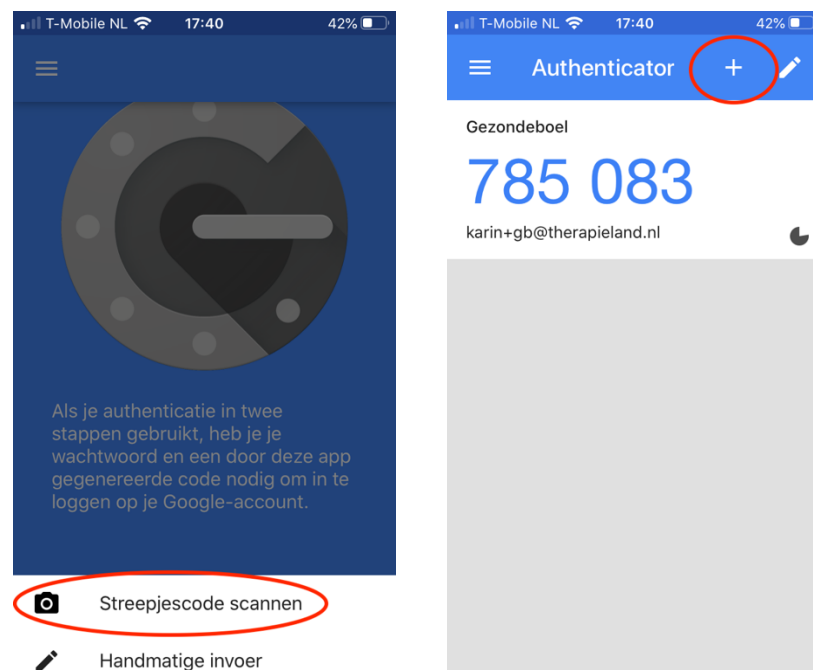 T-Mobile NL 17:40 42%
Als je authenticatie in twee
stappen gebruikt, heb je je
wachtwoord en een door deze app
gegenereerde code nodig om in te
loggen op je Google-account.
Streepjescode scannen
Handmatige invoer
T-Mobile NL 17:40 42%
Authenticator +
Gezondeboel
785 083
karin+gb@therapieland.nl